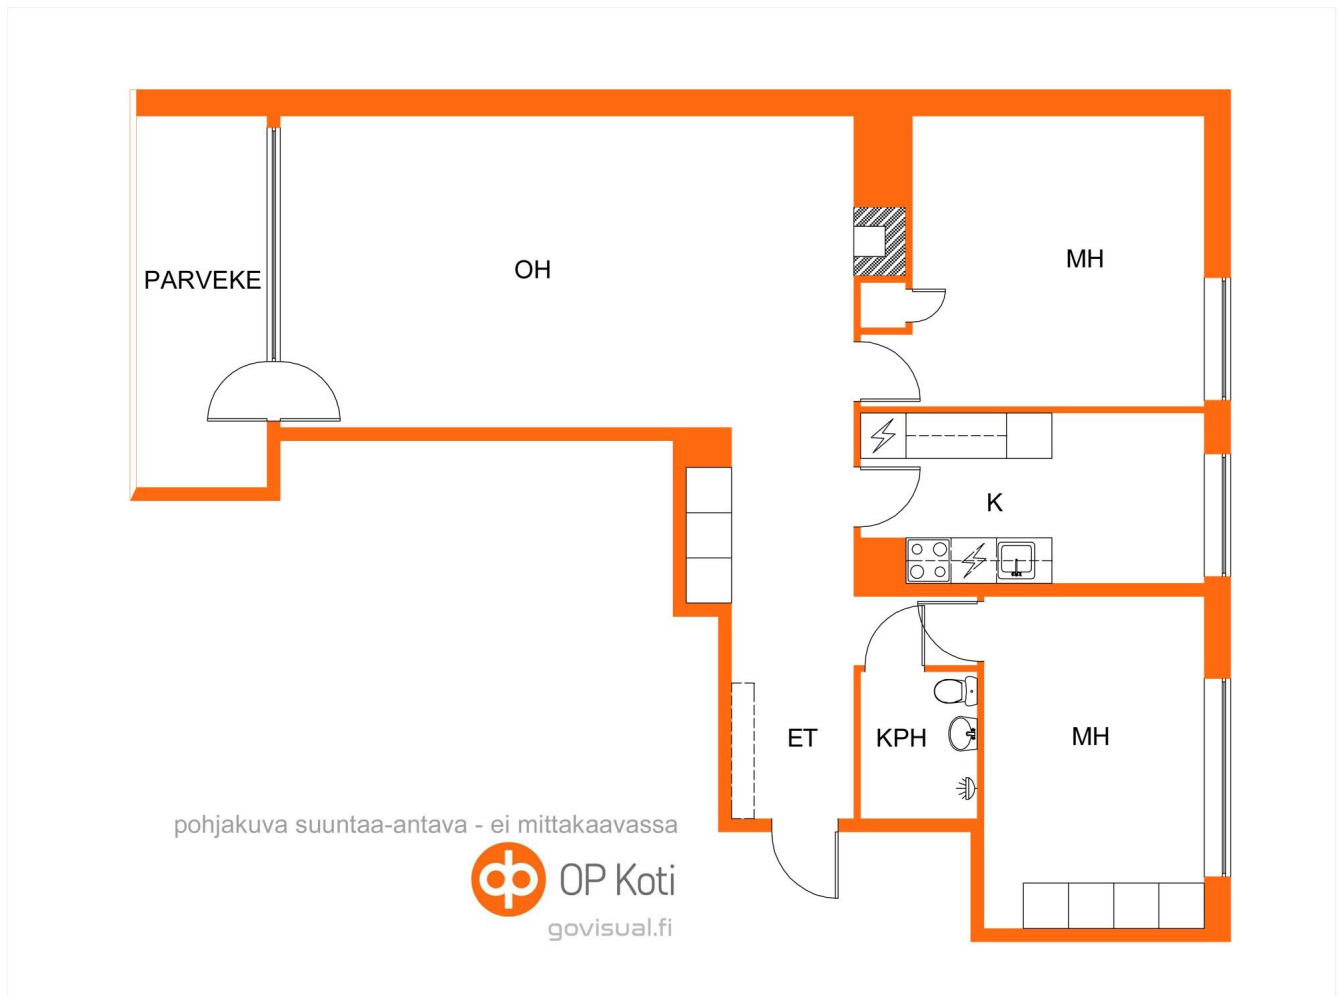 PARVEKE
OH
MH
K
ET
KPH
MH
pohjakuva suuntaa-antava - ei mittakaavassa
OP Koti
govisual.fi